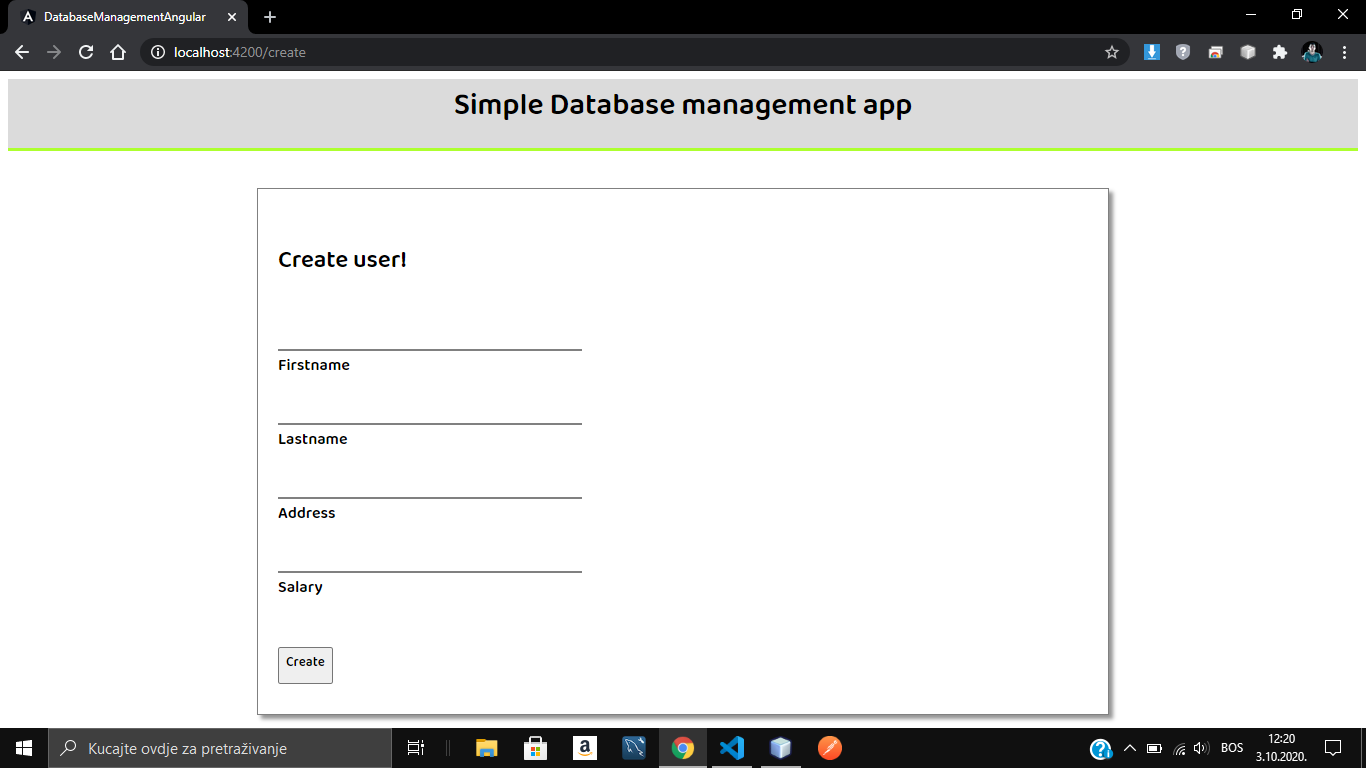 DatabaseManagementAngular
localhost:4200/create
Simple Database management app
Create user!
Firstname
Lastname
Address
Salary
Create
Kucajte ovdje za pretraživanje
BOS
12:20
3.10.2020.